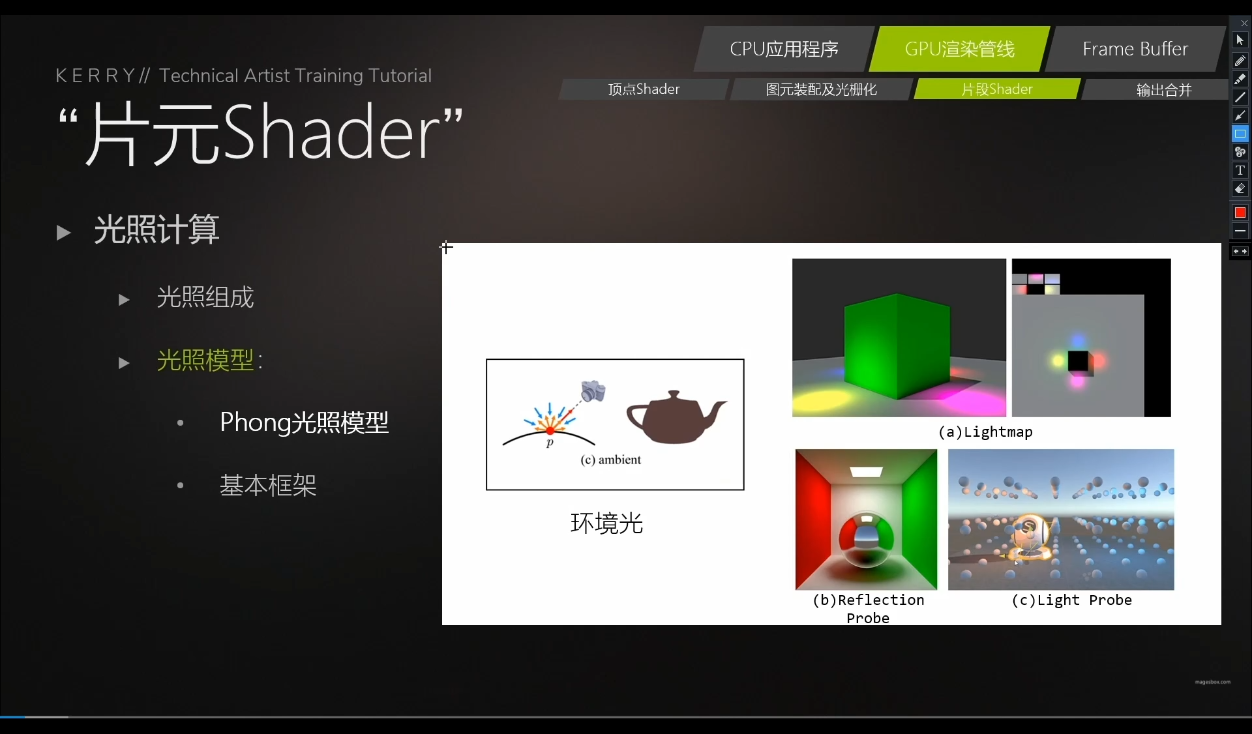 CPU应用程序
GPU渲染管线
Frame Buffer
KERRY// Technical Artist Training Tutorial
顶点Shader
图元装配及光栅化
片段Shader
输出合并
“片元Shader”
光照计算
光照组成
光照模型:
Phong光照模型
基本框架
p
(c) ambient
环境光
(a)Lightmap
(b)Reflection
Probe
(c)Light Probe
T